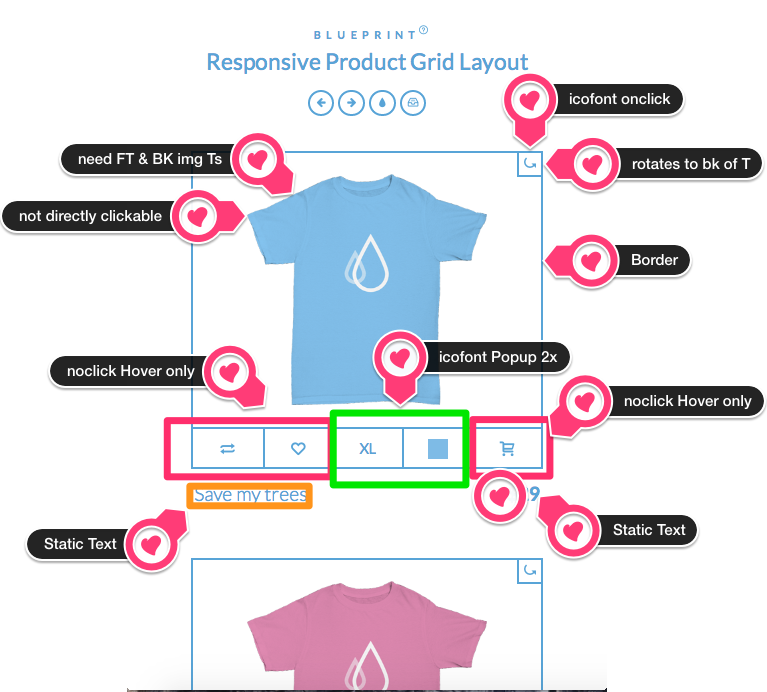 BLUEPRINT?
Responsive Product Grid Layout
icofont onclick
need FT & BK img Ts
rotates to bk of T
not directly clickable
Border
icofont Popup 2x
noclick Hover only
noclick Hover only
XL
Save my trees
9
Static Text
Static Text